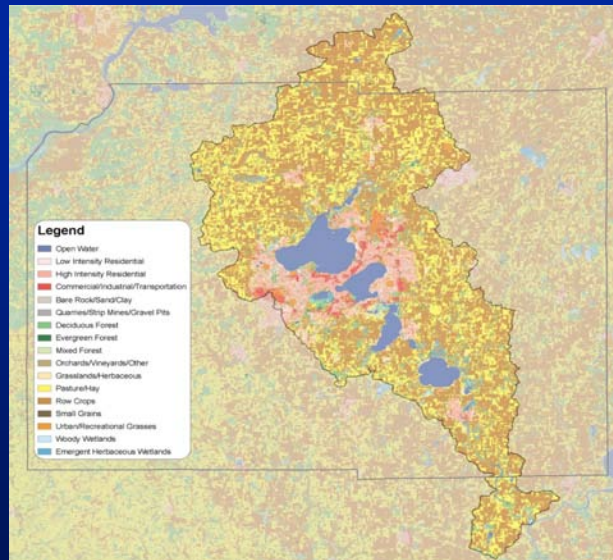 Legend
Open Water
Low Intensity Residential
High Intensity Residential
Commercial/Industrial/Transportation
Bare Rock/Sand/Clay
Quarries/Strip Mines/Gravel Pits
Deciduous Forest
Evergreen Forest
Mixed Forest
Orchards/Vineyards/Other
Grasslands/Herbaceous
Pasture/Hay
Row Crops
Small Grains
Urban/Recreational Grasses
Woody Wetlands
Emergent Herbaceous Wetlands